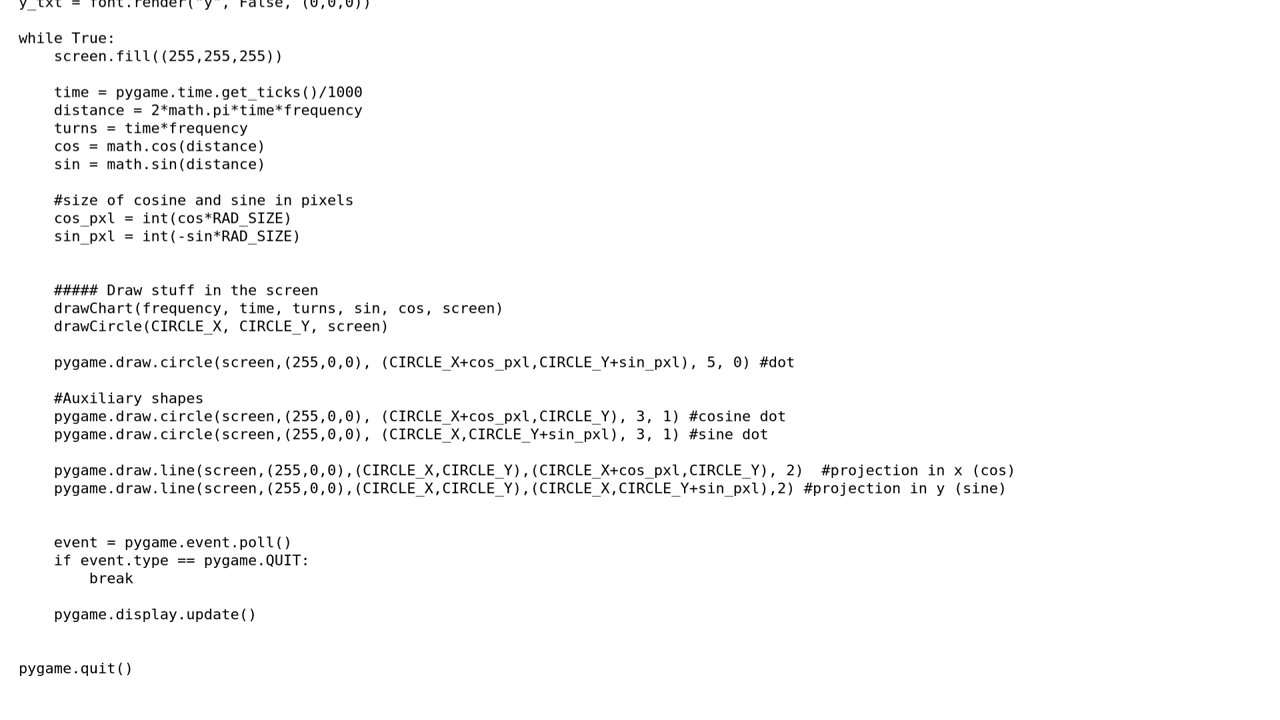 y_txt = font.render("y", False, (0,0,0))
while True:
    screen.fill((255,255,255))
    time = pygame.time.get_ticks()/1000
    distance = 2*math.pi*time*frequency
    turns = time*frequency
    cos = math.cos(distance)
    sin = math.sin(distance)
    #size of cosine and sine in pixels
    cos_pxl = int(cos*RAD_SIZE)
    sin_pxl = int(-sin*RAD_SIZE)
    ##### Draw stuff in the screen
    drawChart(frequency, time, turns, sin, cos, screen)
    drawCircle(CIRCLE_X, CIRCLE_Y, screen)
    pygame.draw.circle(screen,(255,0,0), (CIRCLE_X+cos_pxl,CIRCLE_Y+sin_pxl), 5, 0) #dot
    #Auxiliary shapes
    pygame.draw.circle(screen,(255,0,0), (CIRCLE_X+cos_pxl,CIRCLE_Y), 3, 1) #cosine dot
    pygame.draw.circle(screen,(255,0,0), (CIRCLE_X,CIRCLE_Y+sin_pxl), 3, 1) #sine dot
    pygame.draw.line(screen,(255,0,0),(CIRCLE_X,CIRCLE_Y),(CIRCLE_X+cos_pxl,CIRCLE_Y), 2)  #projection in x (cos)
    pygame.draw.line(screen,(255,0,0),(CIRCLE_X,CIRCLE_Y),(CIRCLE_X,CIRCLE_Y+sin_pxl),2) #projection in y (sine)
    event = pygame.event.poll()
    if event.type == pygame.QUIT:
        break
    pygame.display.update()
pygame.quit()